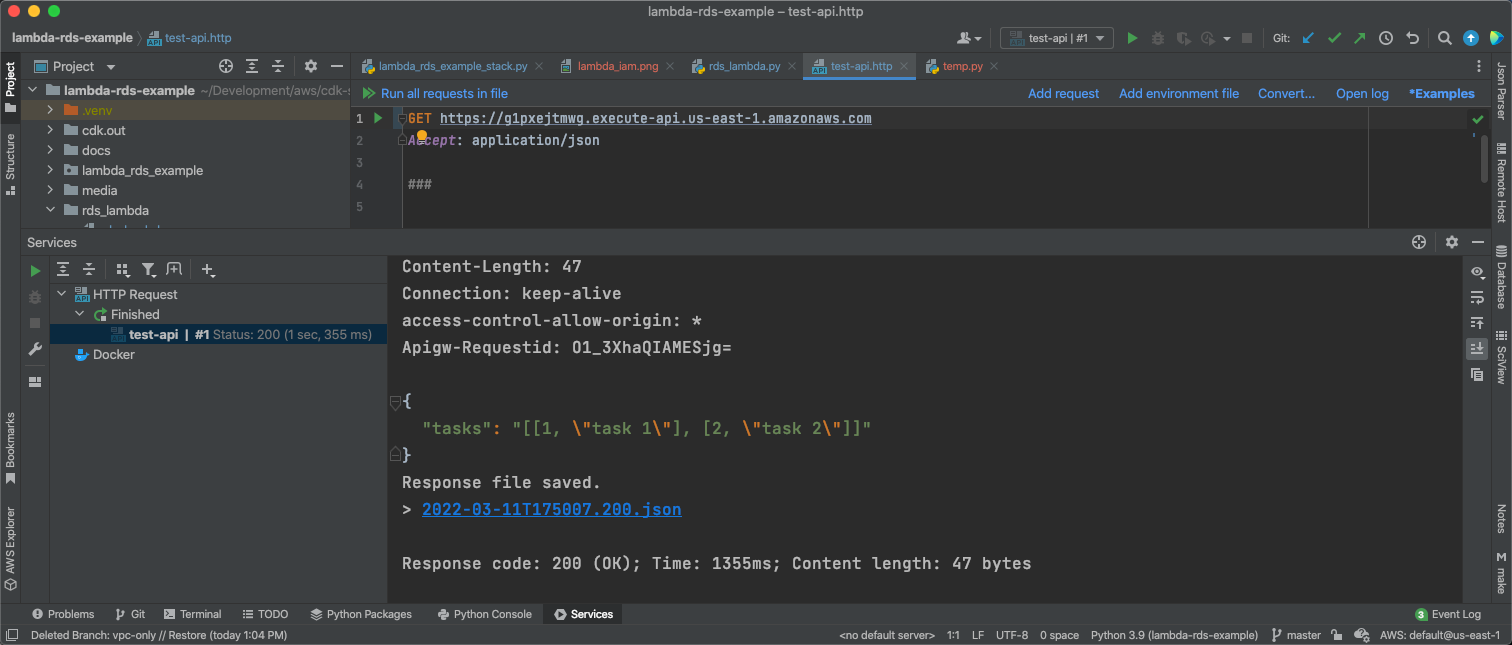 lambda-rds-example – test-api.http
lambda-rds-example test-api.http test-api | #1 Git:
Project
lambda_rds_example_stack.py lambda_iam.png rds_lambda.py test-api.http temp.py
lambda-rds-example ~/Development/aws/cdk-s
Run all requests in file Add request Add environment file Convert... Open log *Examples
.venv
cdk.out
docs
lambda_rds_example
media
rds_lambda
1 GET https://g1pxejtmwg.execute-api.us-east-1.amazonaws.com
2 Accept: application/json
3
4 ###
5
Project
Structure
Bookmarks
AWS Explorer
Json Parser
Remote Host
Database
SciView
Notes
M make
Services
HTTP Request
Finished
test-api | #1 Status: 200 (1 sec, 355 ms)
Docker
Content-Length: 47
Connection: keep-alive
access-control-allow-origin: *
Apigw-Requestid: O1_3XhaQIAMESjg=
{
"tasks": "[[1, \"task 1\"], [2, \"task 2\"]]"
}
Response file saved.
> 2022-03-11T175007.200.json
Response code: 200 (OK); Time: 1355ms; Content length: 47 bytes
Problems Git Terminal TODO Python Packages Python Console Services 3 Event Log
Deleted Branch: vpc-only // Restore (today 1:04 PM) <no default server> 1:1 LF UTF-8 0 space Python 3.9 (lambda-rds-example) master AWS: default@us-east-1